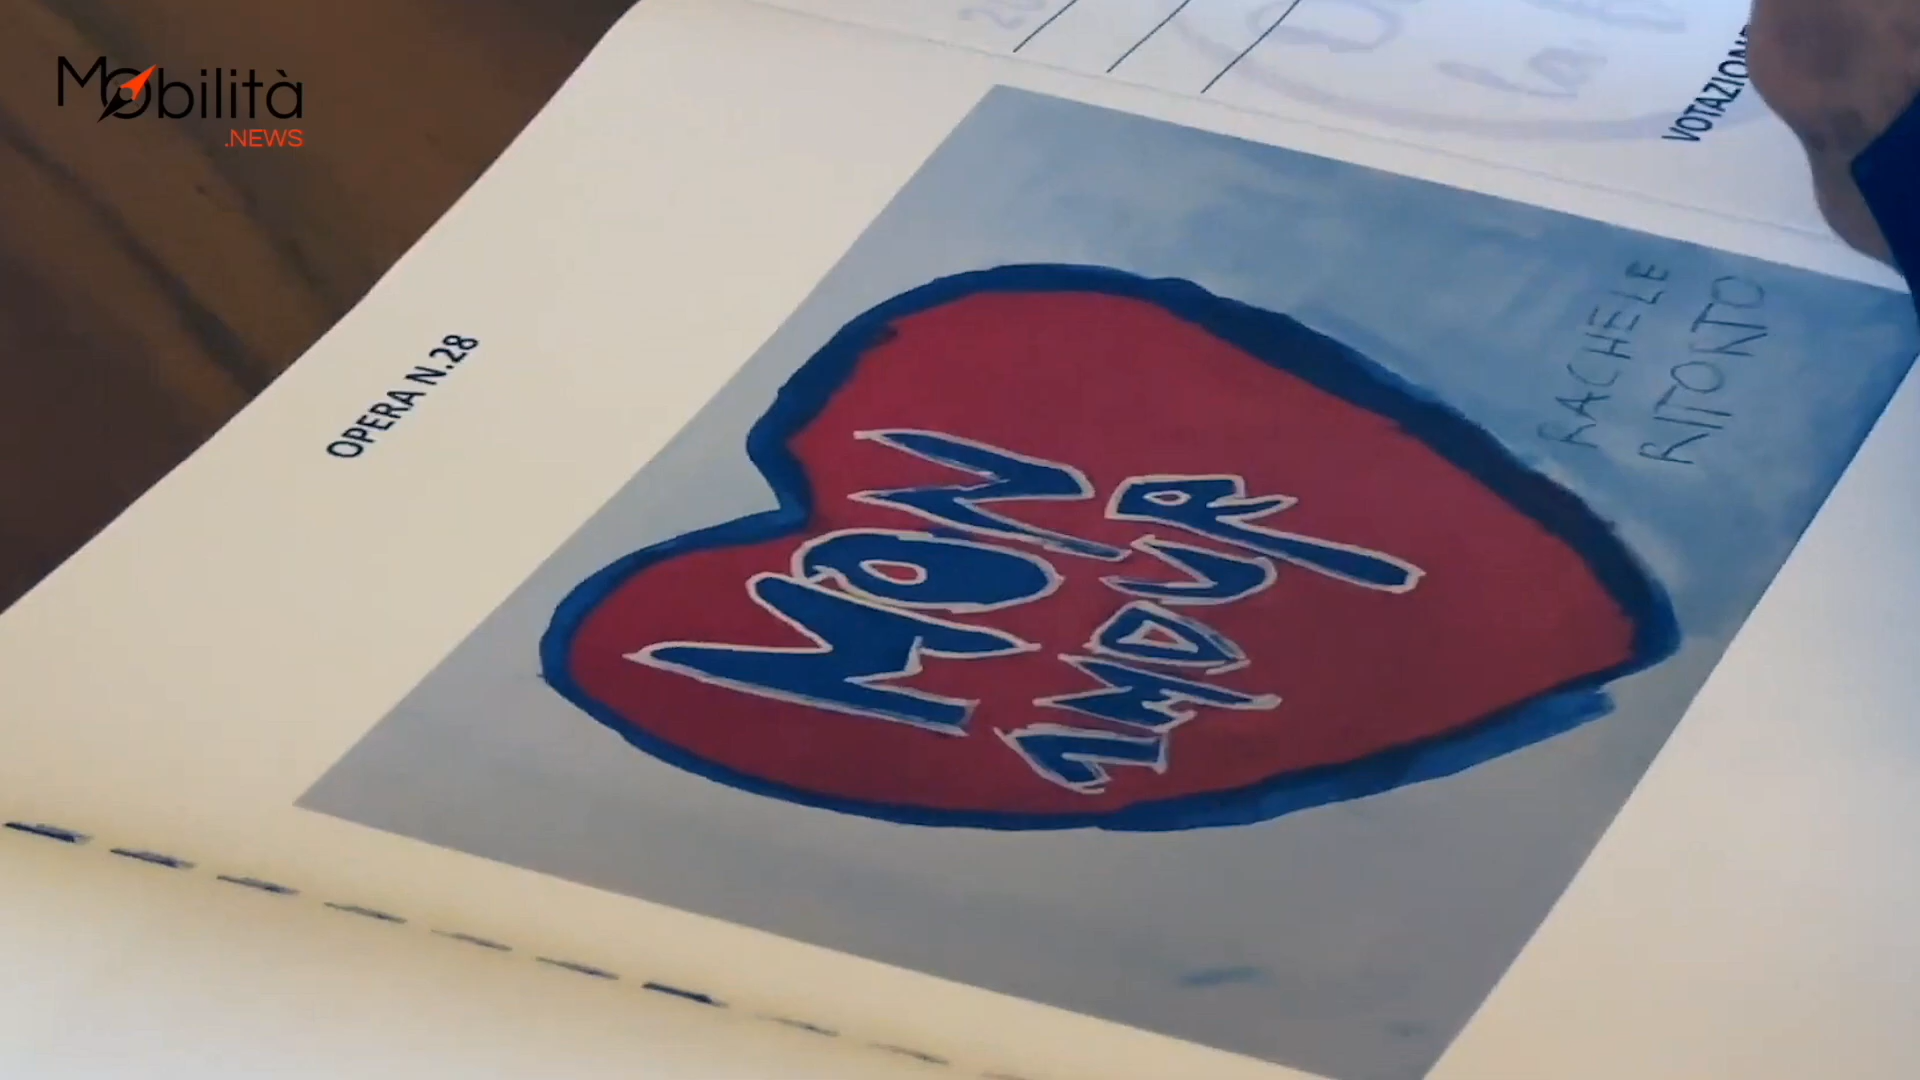 Mobilità
.NEWS
OPERA N.28
VOTAZIONE
RACHELE
RITONTO
MON
AMOUR